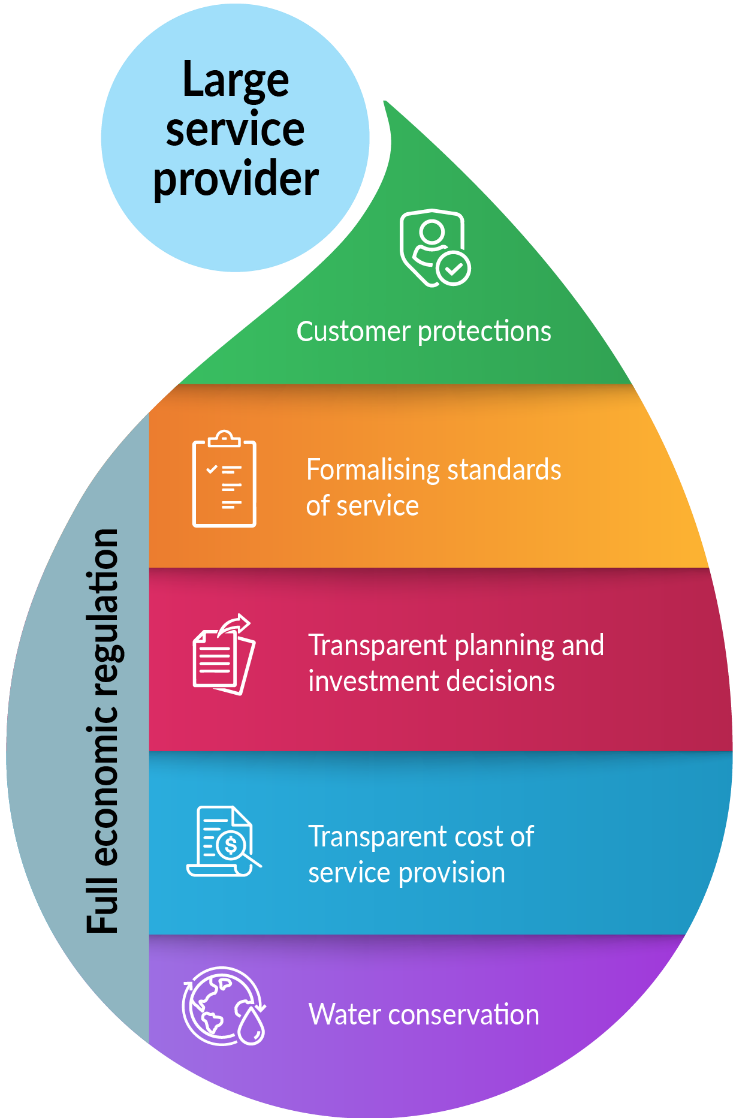 Large
service
provider
Customer protections
Formalising standards
of service
Transparent planning and
investment decisions
Transparent cost of
service provision
Water conservation
Full economic regulation
$